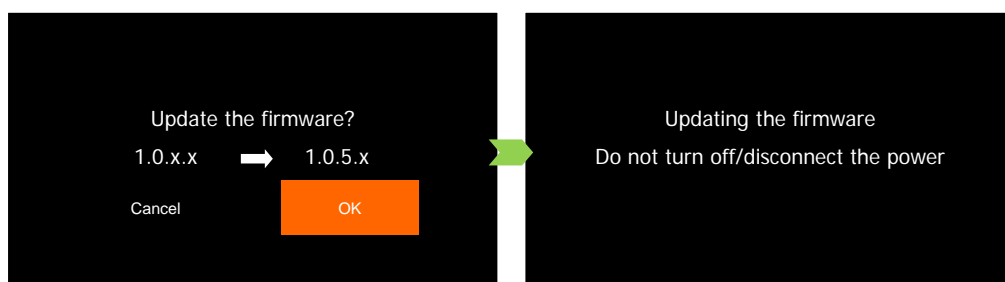 Update the firmware?
1.0.x.x 1.0.5.x
Cancel OK
Updating the firmware
Do not turn off/disconnect the power